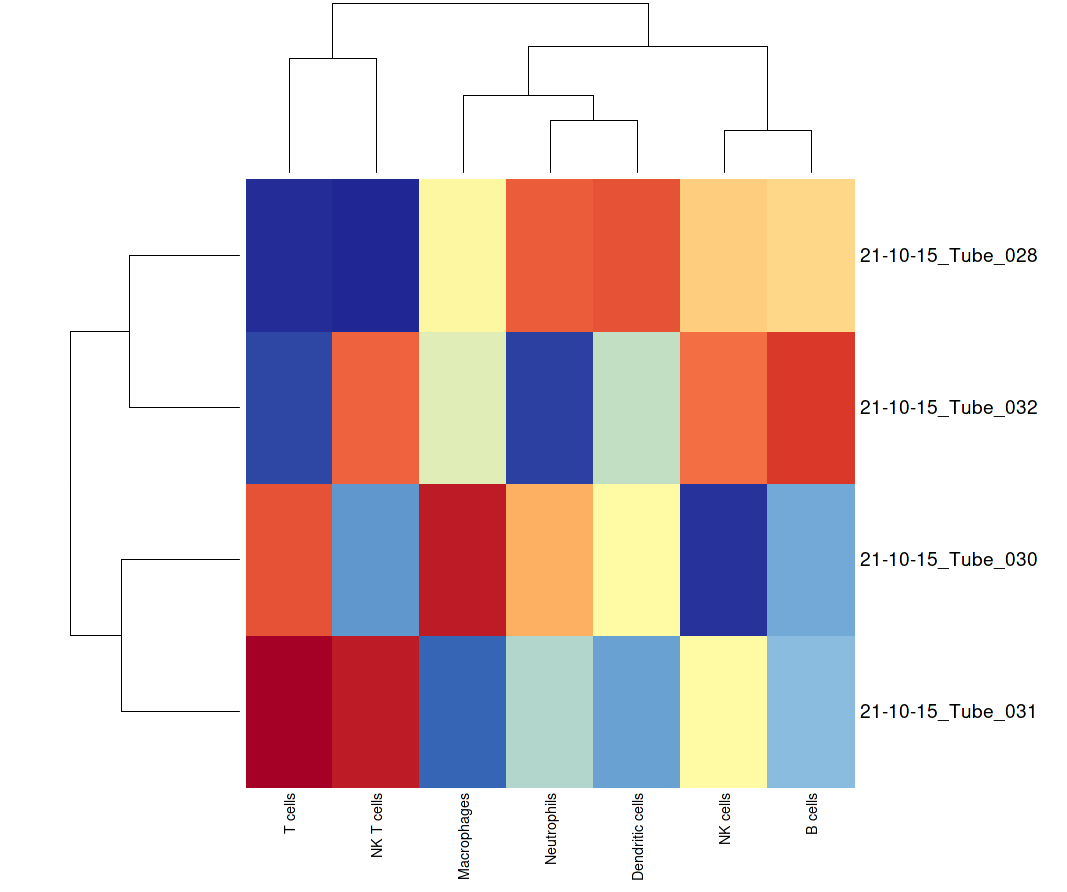 21-10-15_Tube_028
21-10-15_Tube_032
21-10-15_Tube_030
21-10-15_Tube_031
T cells
NK T cells
Macrophages
Neutrophils
Dendritic cells
NK cells
B cells